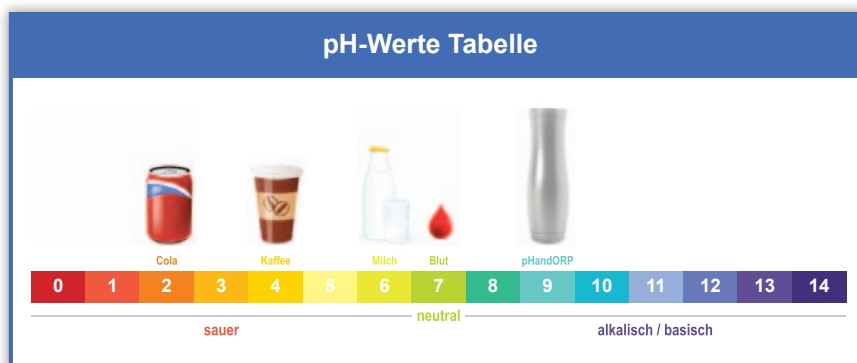 pH-Werte Tabelle
Cola Kaffee Milch Blut pHandORP
0 1 2 3 4 5 6 7 8 9 10 11 12 13 14
sauer neutral alkalisch / basisch